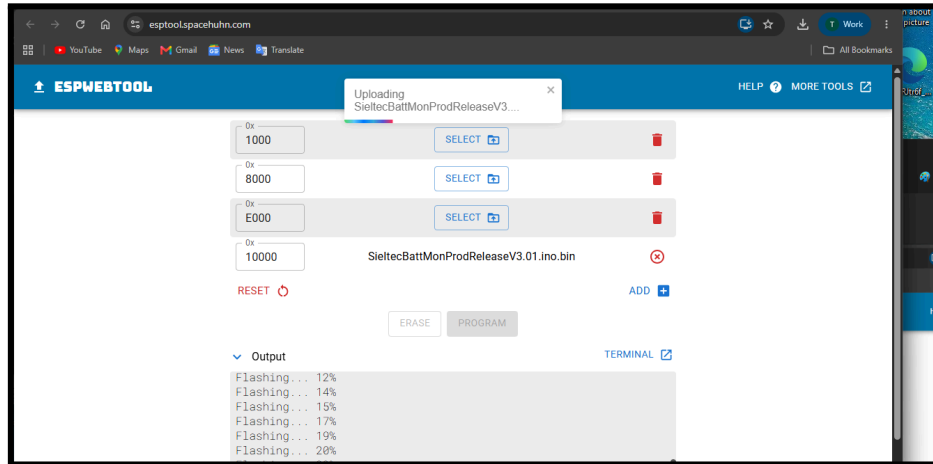 esptool.spacehuhn.com
T Work
YouTube Maps Gmail News Translate
All Bookmarks
ESPWEBTOOL
HELP MORE TOOLS
Uploading
SieltecBattMonProdReleaseV3....
0x
1000
SELECT
0x
8000
SELECT
0x
E000
SELECT
0x
10000
SieltecBattMonProdReleaseV3.01.ino.bin
RESET
ADD
ERASE PROGRAM
Output
TERMINAL
Flashing... 12%
Flashing... 14%
Flashing... 15%
Flashing... 17%
Flashing... 19%
Flashing... 20%